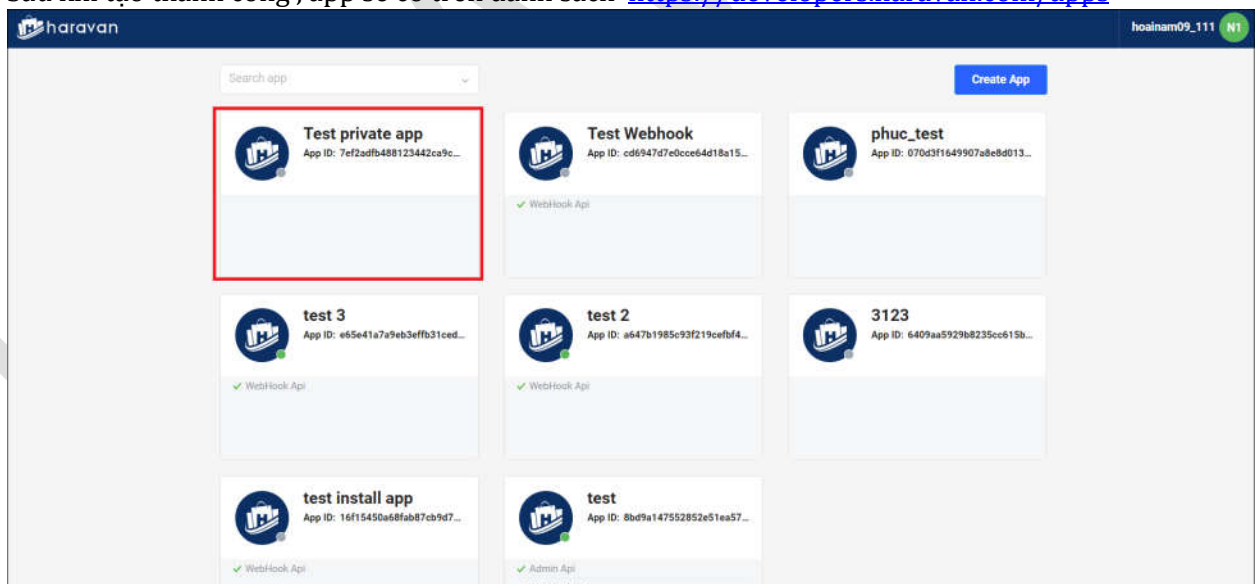 haravan
hoainam09_111 N1
Search app
Create App
Test private app
App ID: 7ef2adfb488123442ca9c...
Test Webhook
App ID: cd6947d7e0cce64d18a15...
phuc_test
App ID: 070d3f1649907a8e8d013...
WebHook Api
test 3
App ID: e65e41a7a9eb3effb31ced...
test 2
App ID: a647b1985c93f219cefbf4...
3123
App ID: 6409aa5929b8235cc615b...
WebHook Api
WebHook Api
test install app
App ID: 16f15450a68fab87cb9d7...
test
App ID: 8bd9a147552852e51ea57...
WebHook Api
Admin Api